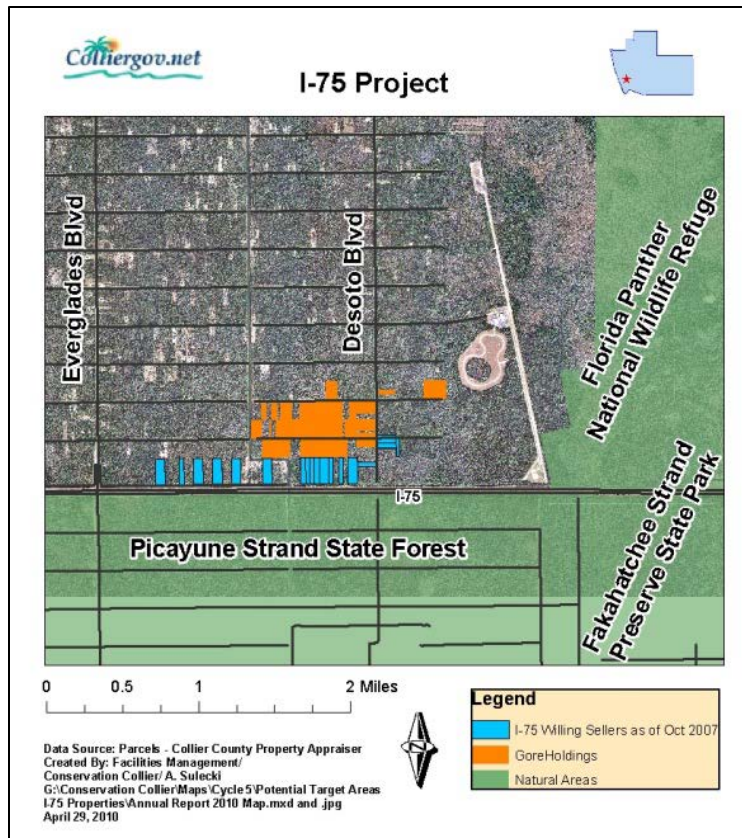 Colliergov.net
I-75 Project
Everglades Blvd
Desoto Blvd
Florida Panther
National Wildlife Refuge
I-75
Picayune Strand State Forest
Fakahatchee Strand
Preserve State Park
0 0.5 1 2 Miles
N
Data Source: Parcels - Collier County Property Appraiser
Created By: Facilities Management/
Conservation Collier/ A. Sulecki
G:\Conservation Collier\Maps\Cycle 5\Potential Target Areas
I-75 Properties\Annual Report 2010 Map.mxd and .jpg
April 29, 2010
Legend
I-75 Willing Sellers as of Oct 2007
GoreHoldings
Natural Areas